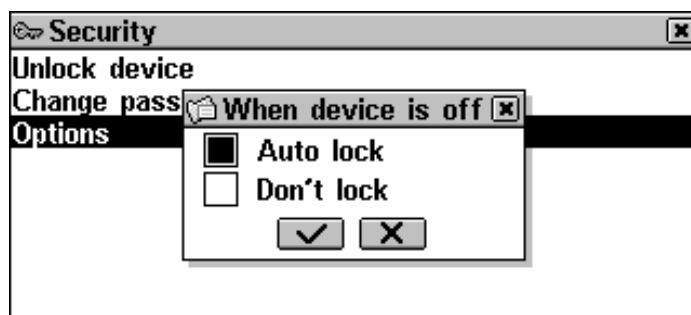 Security
Unlock device
Change pass
When device is off
Options
Auto lock
Don't lock